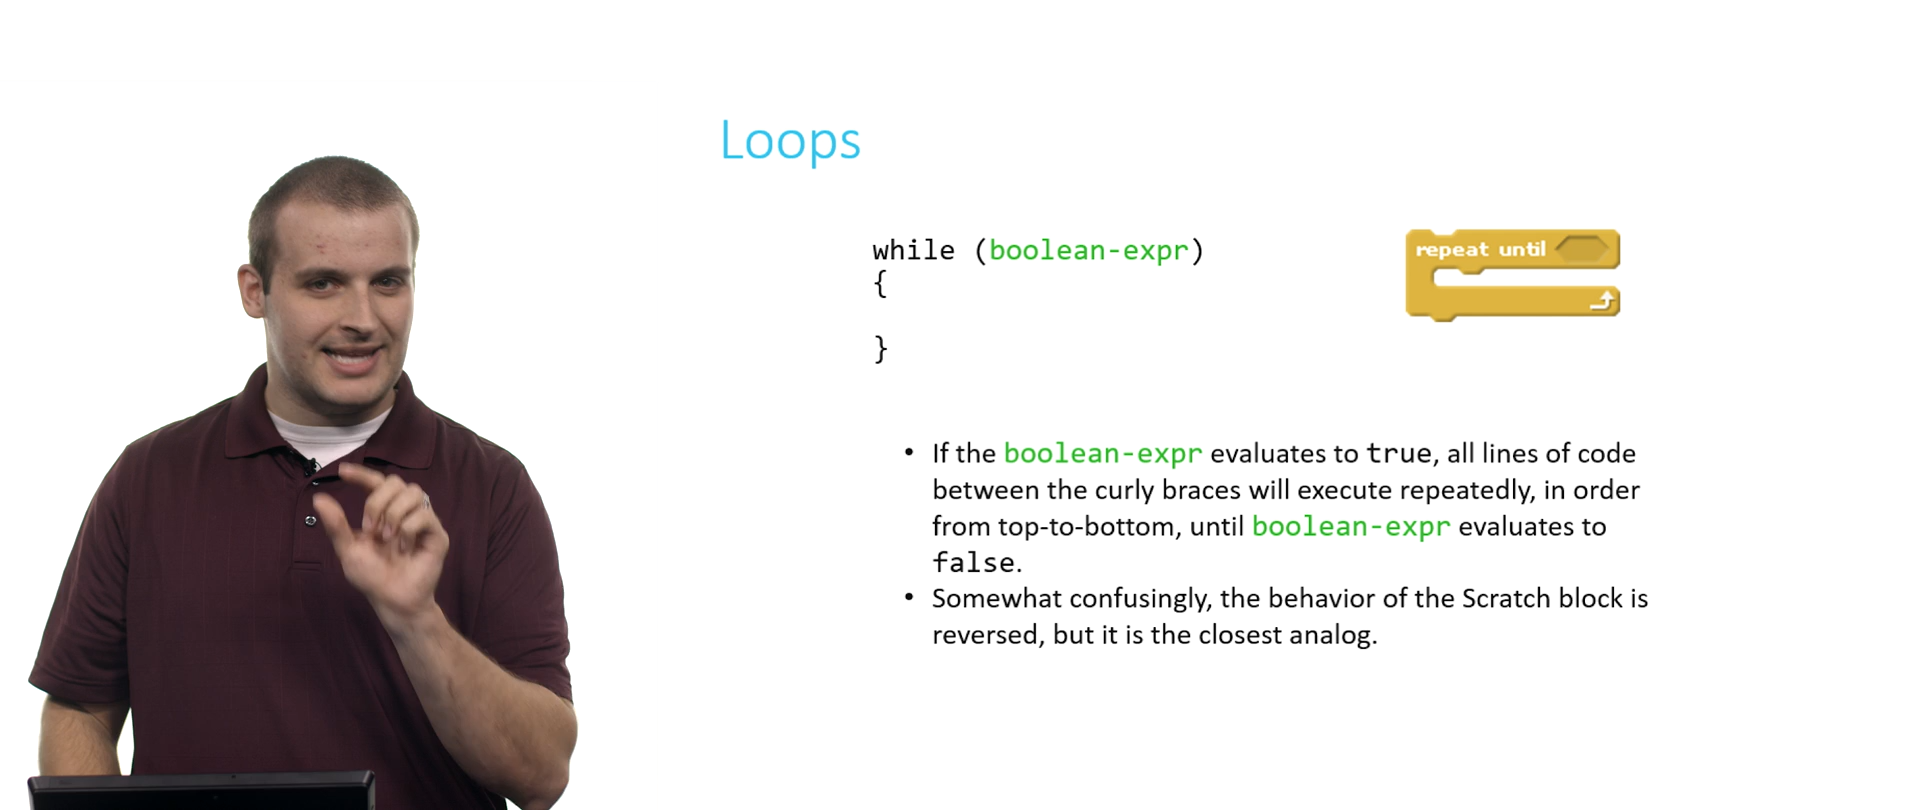 Loops
while (boolean-expr)
{
}
repeat until
• If the boolean-expr evaluates to true, all lines of code
between the curly braces will execute repeatedly, in order
from top-to-bottom, until boolean-expr evaluates to
false.
• Somewhat confusingly, the behavior of the Scratch block is
reversed, but it is the closest analog.